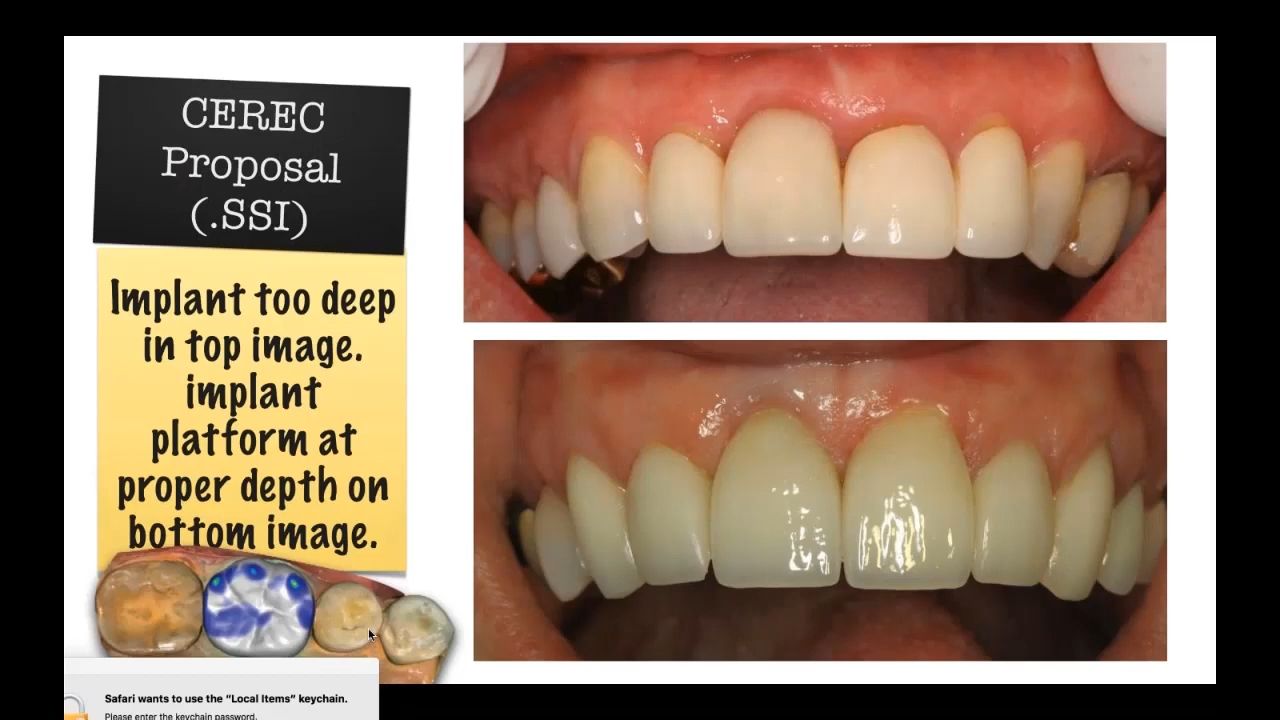 CEREC
Proposal
(.SSI)
Implant too deep
in top image.
implant
platform at
proper depth on
bottom image.
Safari wants to use the “Local Items” keychain.
Please enter the keychain password.